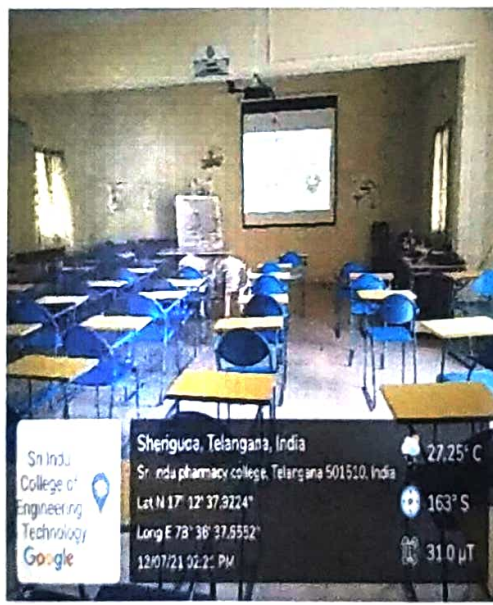 Sri Indu
College of
Engineering
Technology
Google
Sheriguda, Telangana, India
Sri Indu pharmacy college, Telangana 501510, India
Lat N 17° 12' 37.9224"
Long E 78° 36' 37.5552"
12/07/21 02:21 PM
27.25° C
163° S
31.0 µT